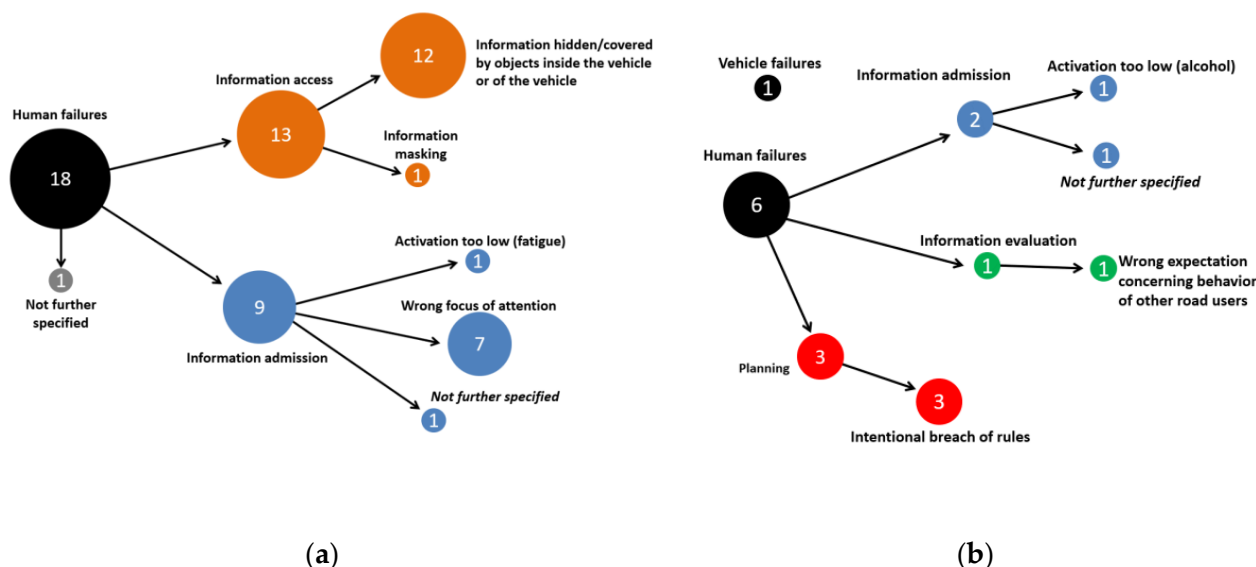 Human failures
18
1
Not further
specified
Information access
13
12
Information hidden/covered
by objects inside the vehicle
or of the vehicle
Information
masking
1
9
Information admission
Activation too low (fatigue)
1
Wrong focus of attention
7
Not further specified
1
(a)
Vehicle failures
1
Human failures
6
Information admission
2
Activation too low (alcohol)
1
1
Not further specified
Information evaluation
1
1
Wrong expectation
concerning behavior
of other road users
Planning
3
3
Intentional breach of rules
(b)